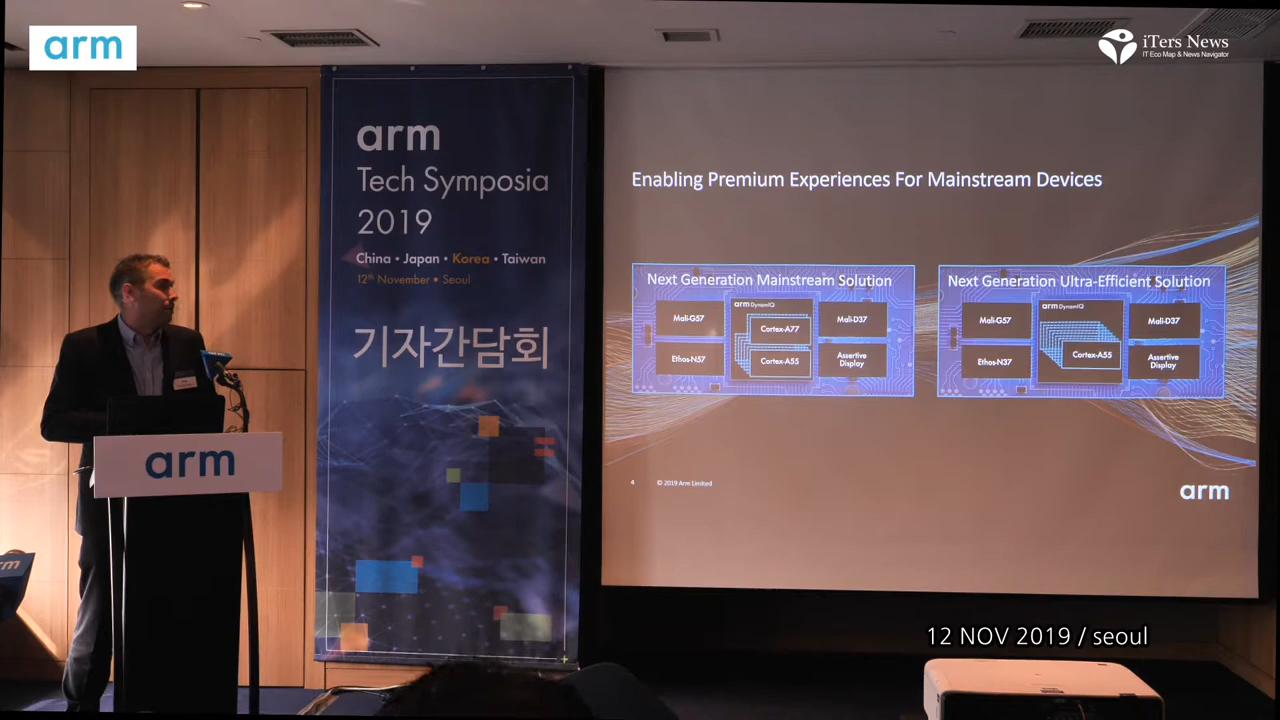 arm
iTers News
IT Eco Map & News Navigator
arm
Tech Symposia
2019
China • Japan • Korea • Taiwan
12th November • Seoul
기자간담회
arm
Enabling Premium Experiences For Mainstream Devices
Next Generation Mainstream Solution
Mali-G57
Ethos-N57
arm DynamIQ
Cortex-A77
Cortex-A55
Mali-D37
Assertive
Display
Next Generation Ultra-Efficient Solution
Mali-G57
Ethos-N37
arm DynamIQ
Cortex-A55
Mali-D37
Assertive
Display
4
© 2019 Arm Limited
arm
12 NOV 2019 / seoul